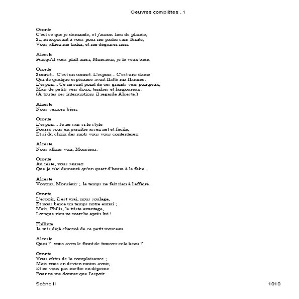 Oeuvres complètes . 1
Oronte
C'est ce que je demande, et j'aurais lieu de plainte,
Si, m'exposant à vous pour me parler sans feinte,
Vous alliez me trahir, et me déguiser rien.
Alceste
Puisqu'il vous plaît ainsi, Monsieur, je le veux bien.
Oronte
Sonnet... C'est un sonnet. L'espoir... C'est une dame
Qui de quelque espérance avait flatté ma flamme.
L'espoir... Ce ne sont point de ces grands vers pompeux,
Mais de petits vers doux, tendres et langoureux.
(A toutes ces interruptions il regarde Alceste.)
Alceste
Nous verrons bien.
Oronte
L'espoir... Je ne sais si le style
Pourra vous en paraître assez net et facile,
Et si du choix des mots vous vous contenterez.
Alceste
Nous allons voir, Monsieur.
Oronte
Au reste, vous saurez
Que je n'ai demeuré qu'un quart d'heure à le faire.
Alceste
Voyons, Monsieur ; le temps ne fait rien à l'affaire.
Oronte
L'espoir, il est vrai, nous soulage,
Et nous berce un temps notre ennui ;
Mais, Philis, le triste avantage,
Lorsque rien ne marche après lui !
Philinte
Je suis déjà charmé de ce petit morceau.
Alceste
Quoi ? vous avez le front de trouver cela beau ?
Oronte
Vous eûtes de la complaisance ;
Mais vous en deviez moins avoir,
Et ne vous pas mettre en dépense
Pour ne me donner que l'espoir.
Scène II